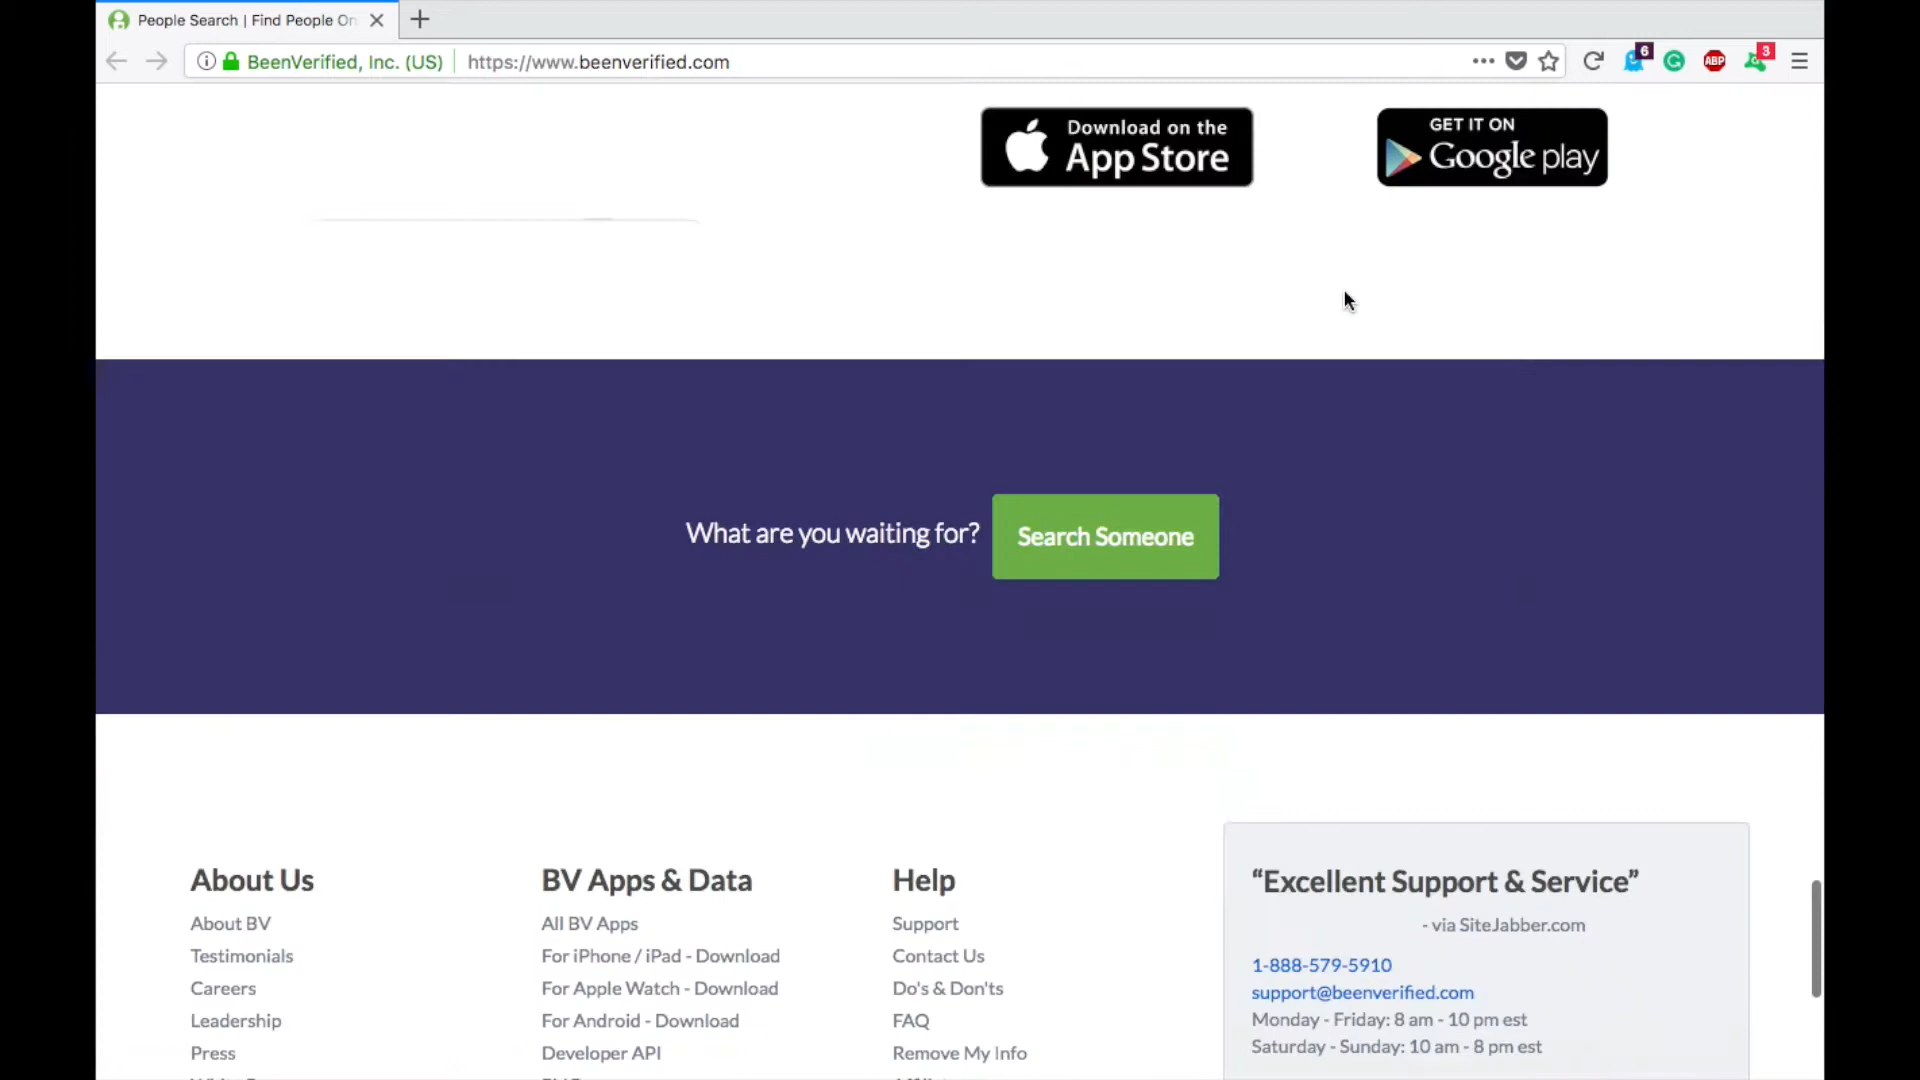 People Search | Find People On
BeenVerified, Inc. (US)
https://www.beenverified.com
6
ABP
3
Download on the
App Store
GET IT ON
Google play
What are you waiting for?
Search Someone
About Us
About BV
Testimonials
Careers
Leadership
Press
BV Apps & Data
All BV Apps
For iPhone / iPad - Download
For Apple Watch - Download
For Android - Download
Developer API
Help
Support
Contact Us
Do's & Don'ts
FAQ
Remove My Info
“Excellent Support & Service”
- via SiteJabber.com
1-888-579-5910
support@beenverified.com
Monday - Friday: 8 am - 10 pm est
Saturday - Sunday: 10 am - 8 pm est